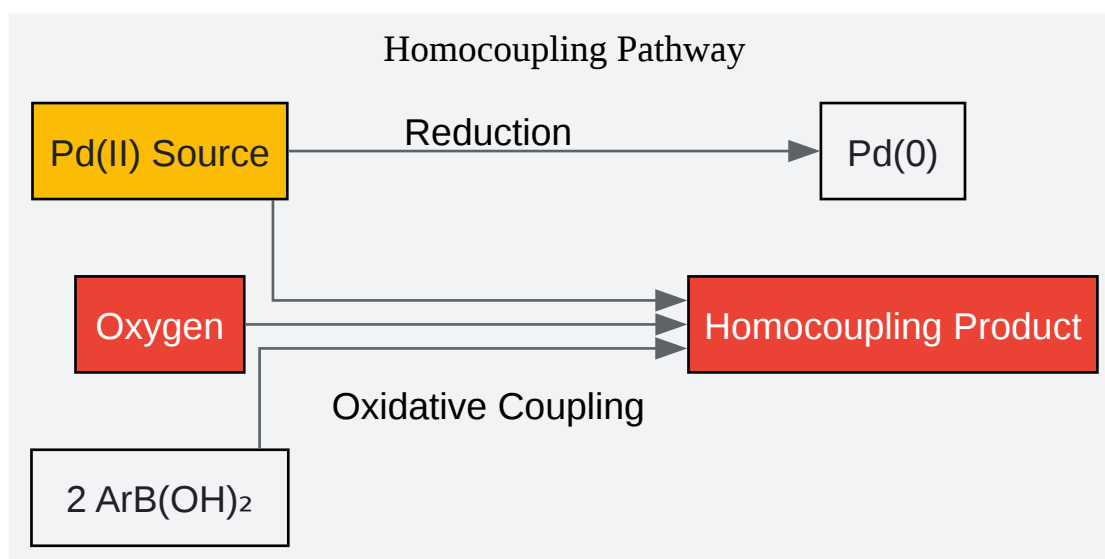 Homocoupling Pathway
Pd(II) Source
Reduction
Pd(0)
Oxygen
Homocoupling Product
Oxidative Coupling
2 ArB(OH)₂